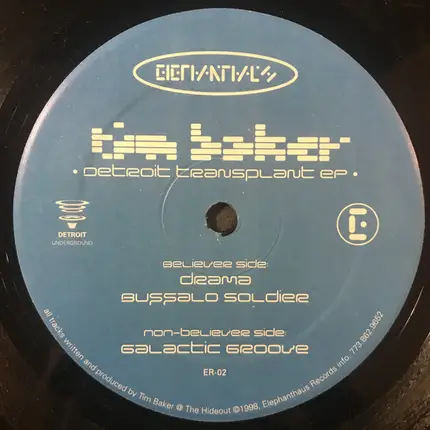 ELEPHANTHAUS
tim baker
• Detroit transplant ep •
DETROIT
UNDERGROUND
E
Believer side:
Drama
Buffalo Soldier
non-believer side:
Galactic Groove
ER-02
all tracks written and produced by Tim Baker @ The Hideout ©1998, Elephanthaus Records info: 773.862.9652